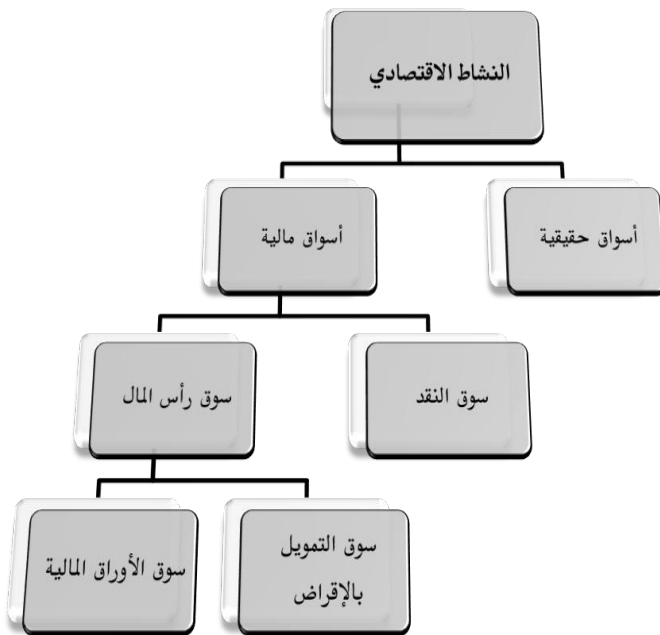 النشاط الاقتصادي
أسواق حقيقية
أسواق مالية
سوق النقد
سوق رأس المال
سوق التمويل
بالإقراض
سوق الأوراق المالية